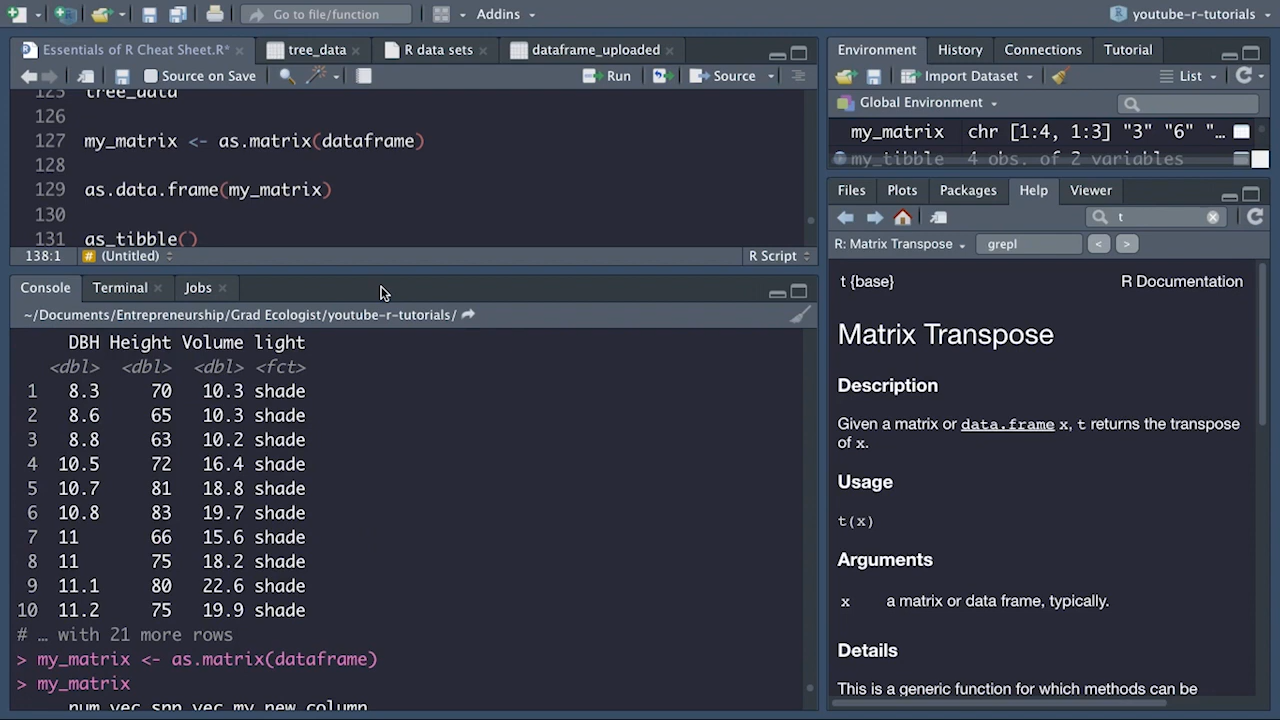 Go to file/function
Addins
youtube-r-tutorials
Essentials of R Cheat Sheet.R*
tree_data
R data sets
dataframe_uploaded
Source on Save
Run
Source
125 tree_data
126
127 my_matrix <- as.matrix(dataframe)
128
129 as.data.frame(my_matrix)
130
131 as_tibble()
138:1
# (Untitled)
R Script
Console
Terminal
Jobs
~/Documents/Entrepreneurship/Grad Ecologist/youtube-r-tutorials/
DBH Height Volume light
<dbl> <dbl> <dbl> <fct>
1 8.3 70 10.3 shade
2 8.6 65 10.3 shade
3 8.8 63 10.2 shade
4 10.5 72 16.4 shade
5 10.7 81 18.8 shade
6 10.8 83 19.7 shade
7 11 66 15.6 shade
8 11 75 18.2 shade
9 11.1 80 22.6 shade
10 11.2 75 19.9 shade
# … with 21 more rows
> my_matrix <- as.matrix(dataframe)
> my_matrix
num_vec spp_vec my_new_column
Environment
History
Connections
Tutorial
Import Dataset
List
Global Environment
my_matrix chr [1:4, 1:3] "3" "6" "…
my_tibble 4 obs. of 2 variables
Files
Plots
Packages
Help
Viewer
t
R: Matrix Transpose
grepl
<
>
t {base}
R Documentation
Matrix Transpose
Description
Given a matrix or data.frame x, t returns the transpose
of x.
Usage
t(x)
Arguments
x a matrix or data frame, typically.
Details
This is a generic function for which methods can be